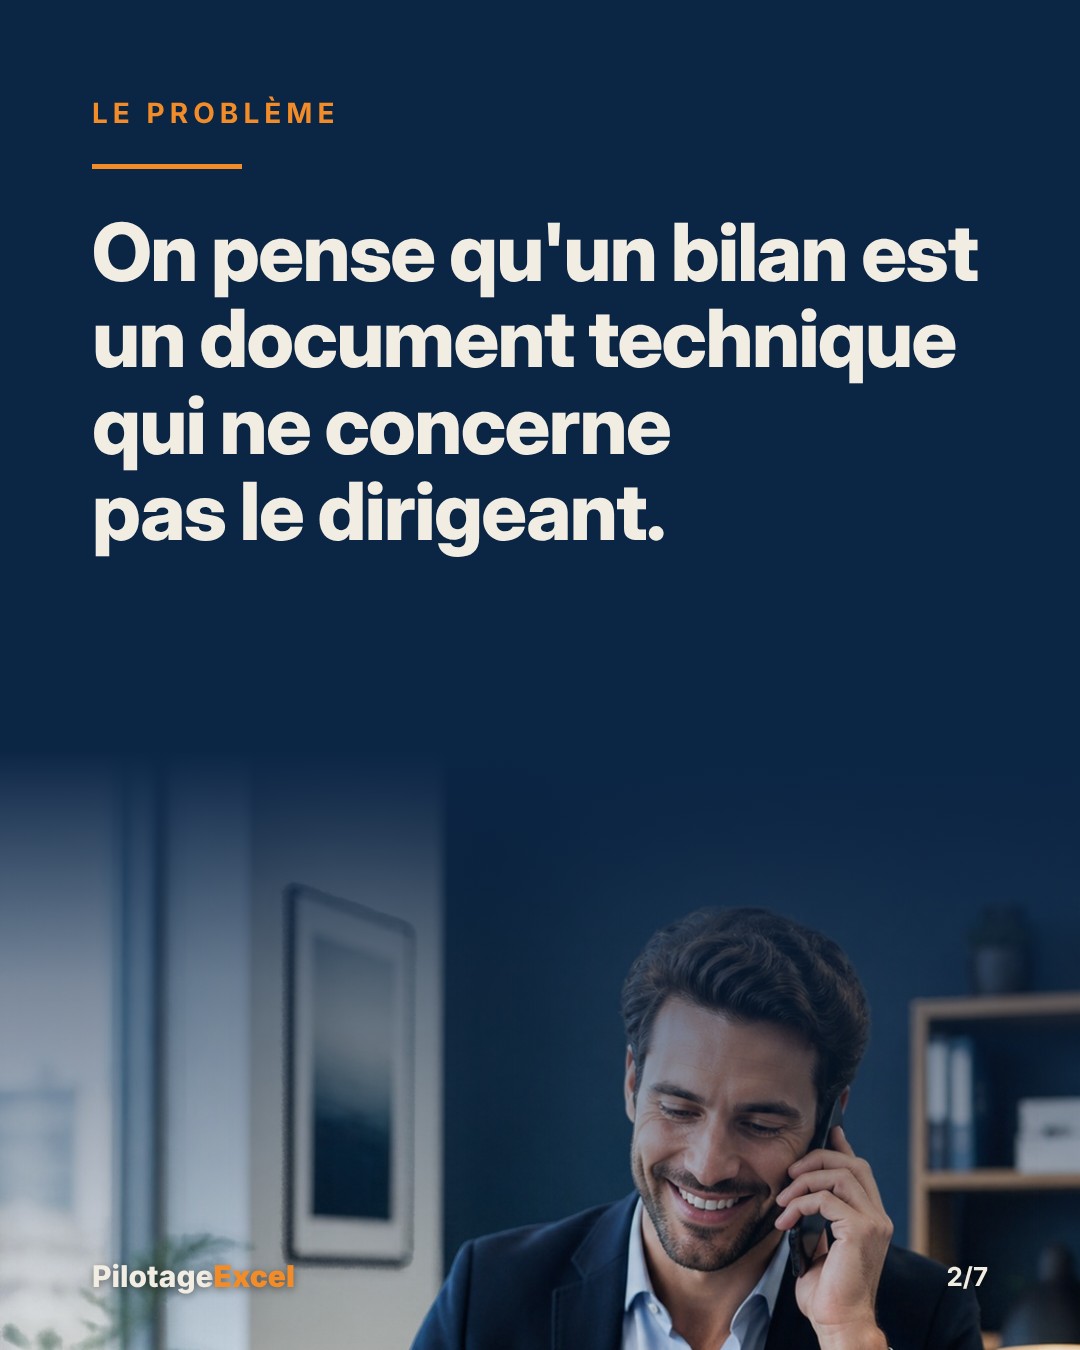 LE PROBLÈME
On pense qu'un bilan est
un document technique
qui ne concerne
pas le dirigeant.
PilotageExcel
2/7